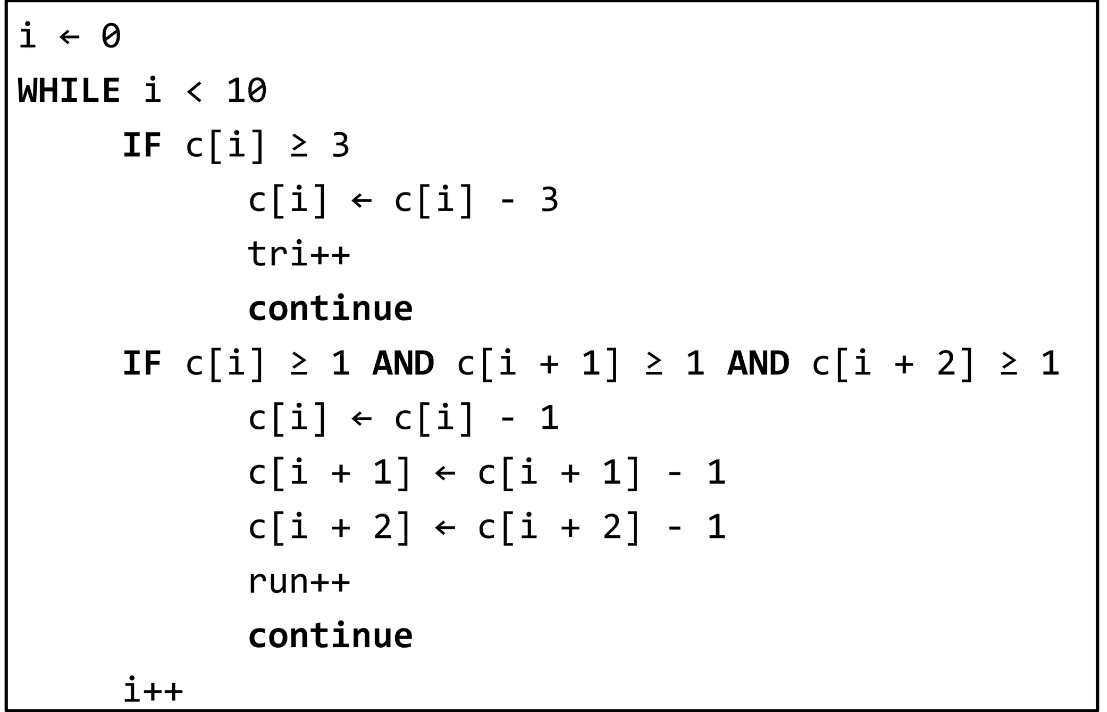 i ← 0
WHILE i < 10
IF c[i] ≥ 3
c[i] ← c[i] - 3
tri++
continue
IF c[i] ≥ 1 AND c[i + 1] ≥ 1 AND c[i + 2] ≥ 1
c[i] ← c[i] - 1
c[i + 1] ← c[i + 1] - 1
c[i + 2] ← c[i + 2] - 1
run++
continue
i++